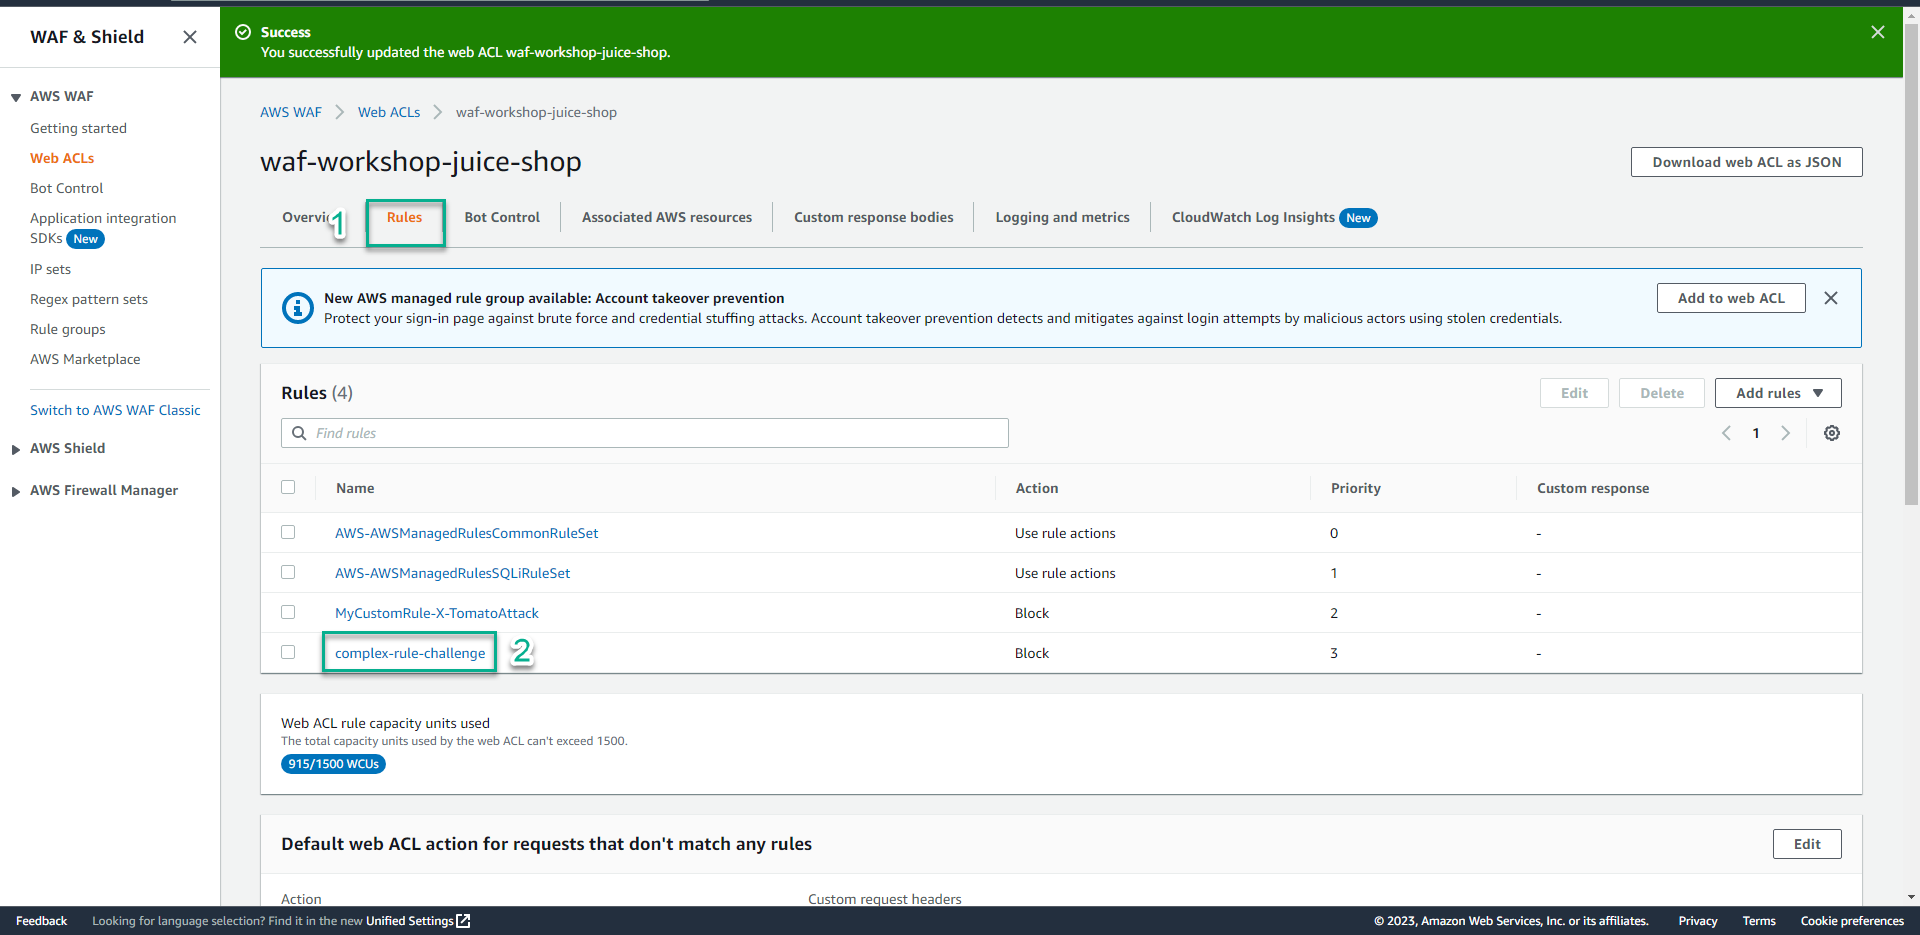 WAF & Shield
AWS WAF
Getting started
Web ACLs
Bot Control
Application integration
SDKs New
IP sets
Regex pattern sets
Rule groups
AWS Marketplace
Switch to AWS WAF Classic
AWS Shield
AWS Firewall Manager
Success
You successfully updated the web ACL waf-workshop-juice-shop.
AWS WAF Web ACLs waf-workshop-juice-shop
waf-workshop-juice-shop
Download web ACL as JSON
1 Rules Bot Control Associated AWS resources Custom response bodies Logging and metrics CloudWatch Log Insights New
New AWS managed rule group available: Account takeover prevention
Protect your sign-in page against brute force and credential stuffing attacks. Account takeover prevention detects and mitigates against login attempts by malicious actors using stolen credentials.
Add to web ACL
Rules (4)
Edit Delete Add rules
Find rules
1
Name Action Priority Custom response
AWS-AWSManagedRulesCommonRuleSet Use rule actions 0 -
AWS-AWSManagedRulesSQLiRuleSet Use rule actions 1 -
MyCustomRule-X-TomatoAttack Block 2 -
complex-rule-challenge 2 Block 3 -
Web ACL rule capacity units used
The total capacity units used by the web ACL can't exceed 1500.
915/1500 WCUs
Default web ACL action for requests that don't match any rules
Edit
Action Custom request headers
Feedback Looking for language selection? Find it in the new Unified Settings © 2023, Amazon Web Services, Inc. or its affiliates. Privacy Terms Cookie preferences